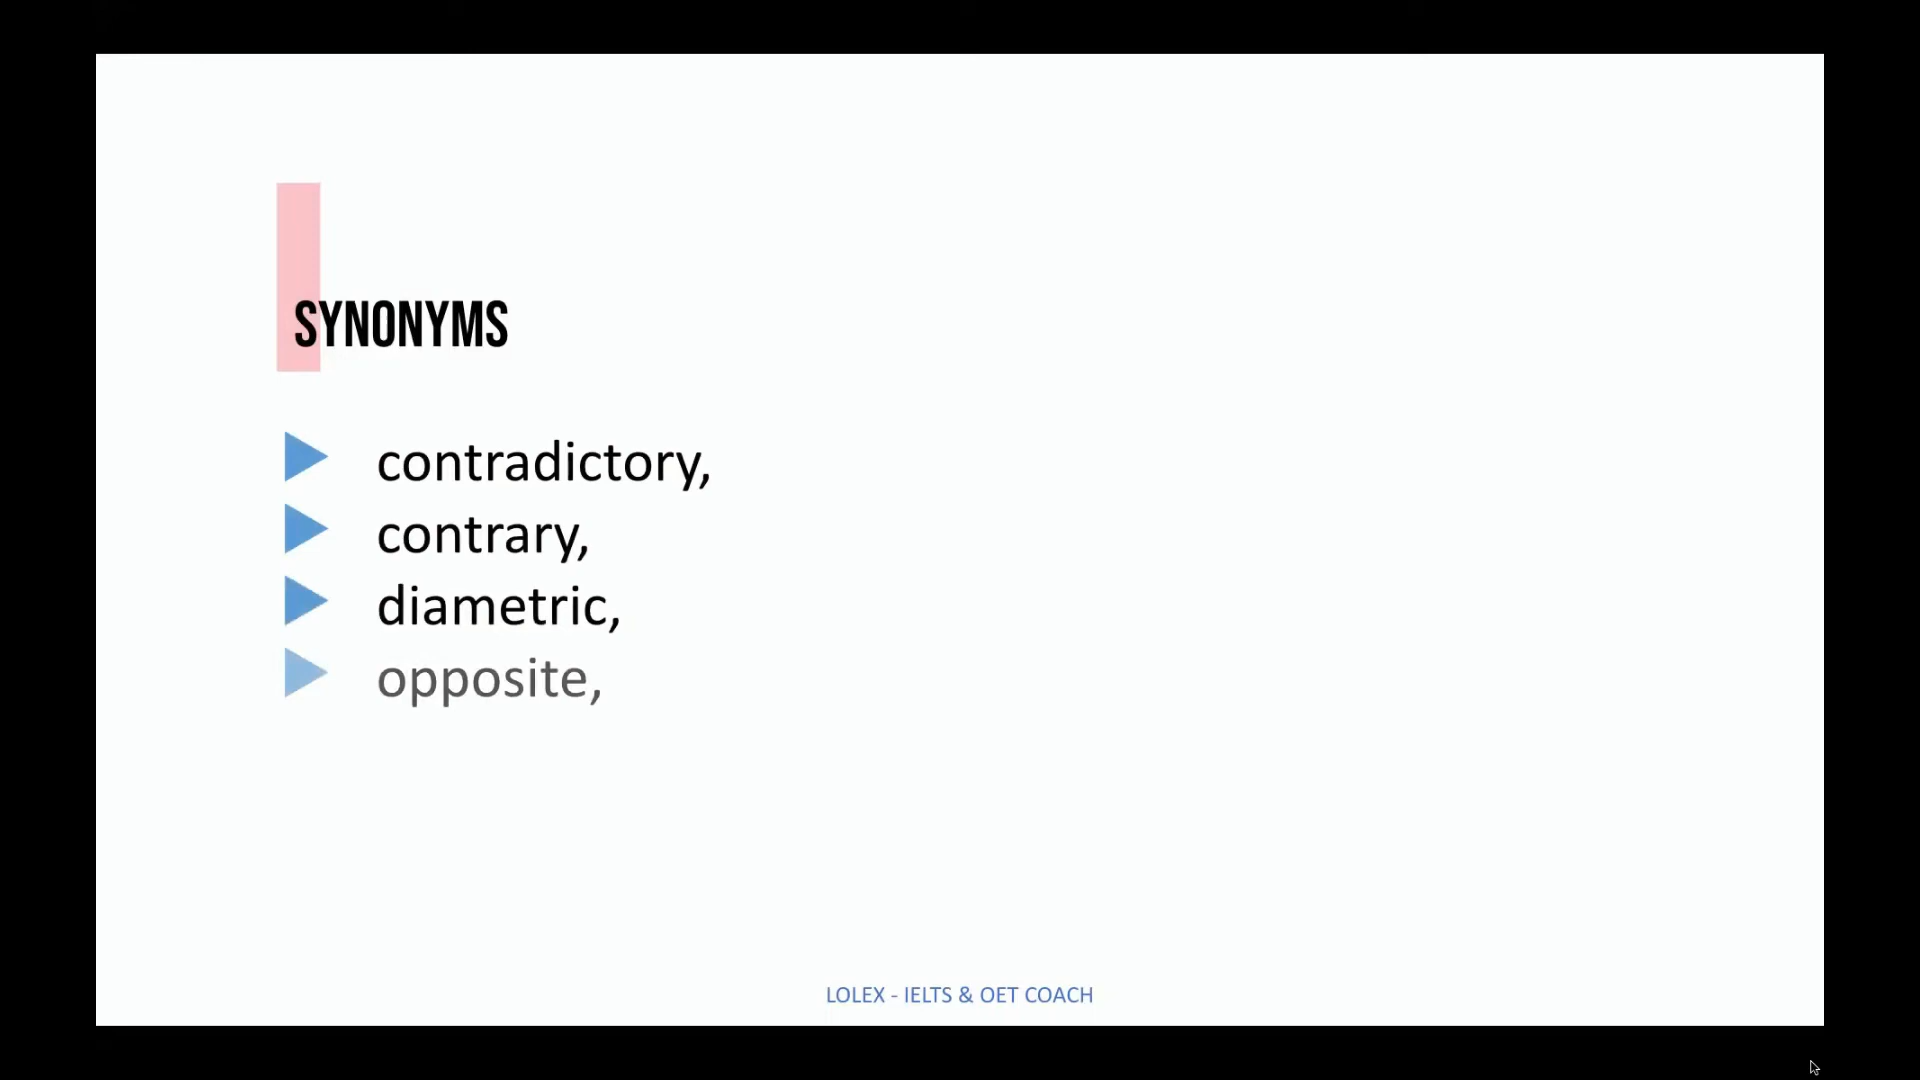 SYNONYMS
contradictory,
contrary,
diametric,
opposite,
LOLEX - IELTS & OET COACH